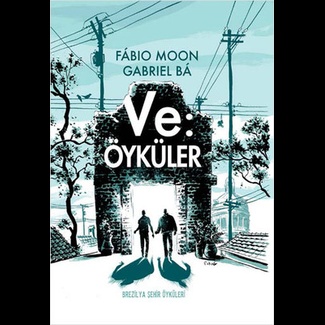 FÁBIO MOON
GABRIEL BÁ
Ve:
ÖYKÜLER
BREZİLYA ŞEHİR ÖYKÜLERİ